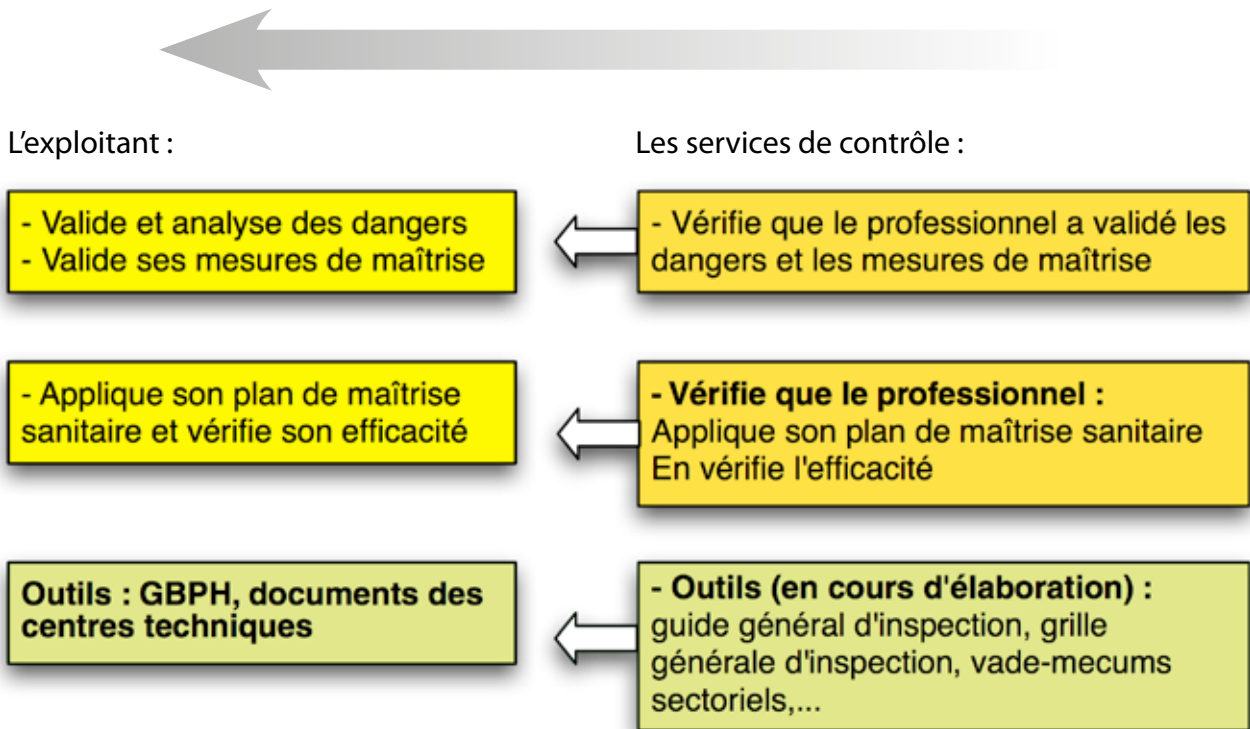 L'exploitant :
Les services de contrôle :
- Valide et analyse des dangers
- Valide ses mesures de maîtrise
- Vérifie que le professionnel a validé les
dangers et les mesures de maîtrise
- Applique son plan de maîtrise
sanitaire et vérifie son efficacité
- Vérifie que le professionnel :
Applique son plan de maîtrise sanitaire
En vérifie l'efficacité
Outils : GBPH, documents des
centres techniques
- Outils (en cours d'élaboration) :
guide général d'inspection, grille
générale d'inspection, vade-mecums
sectoriels,...